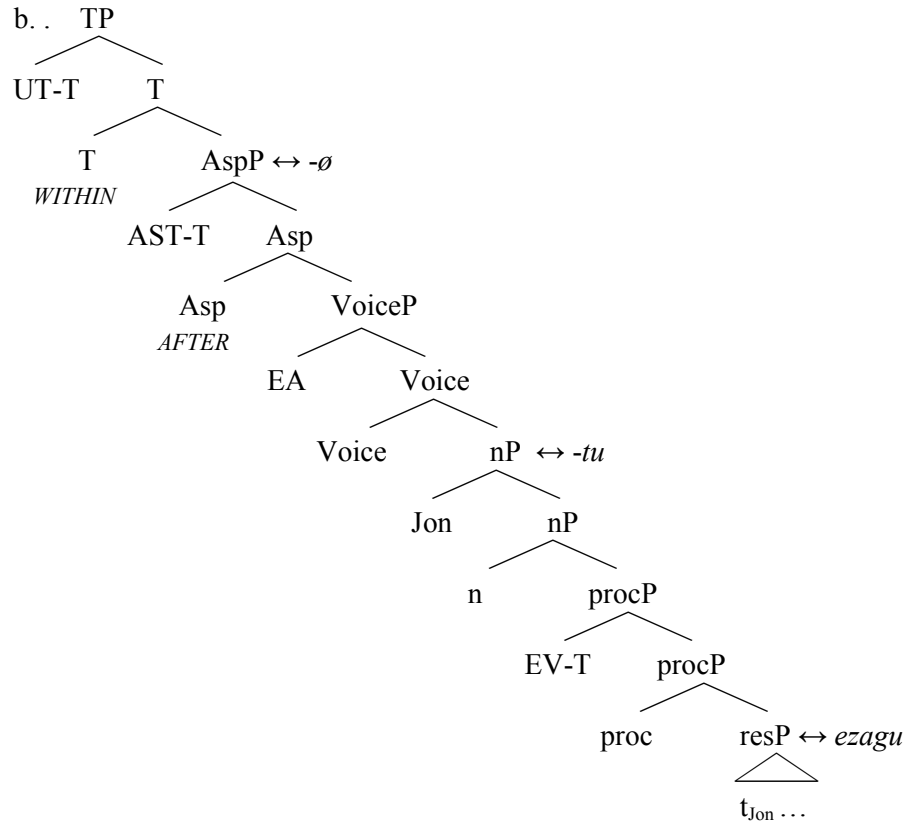 b. . TP
UT-T T
T AspP ↔ -ø
WITHIN
AST-T Asp
Asp VoiceP
AFTER
EA Voice
Voice nP ↔ -tu
Jon nP
n procP
EV-T procP
proc resP ↔ ezagu
tJon …